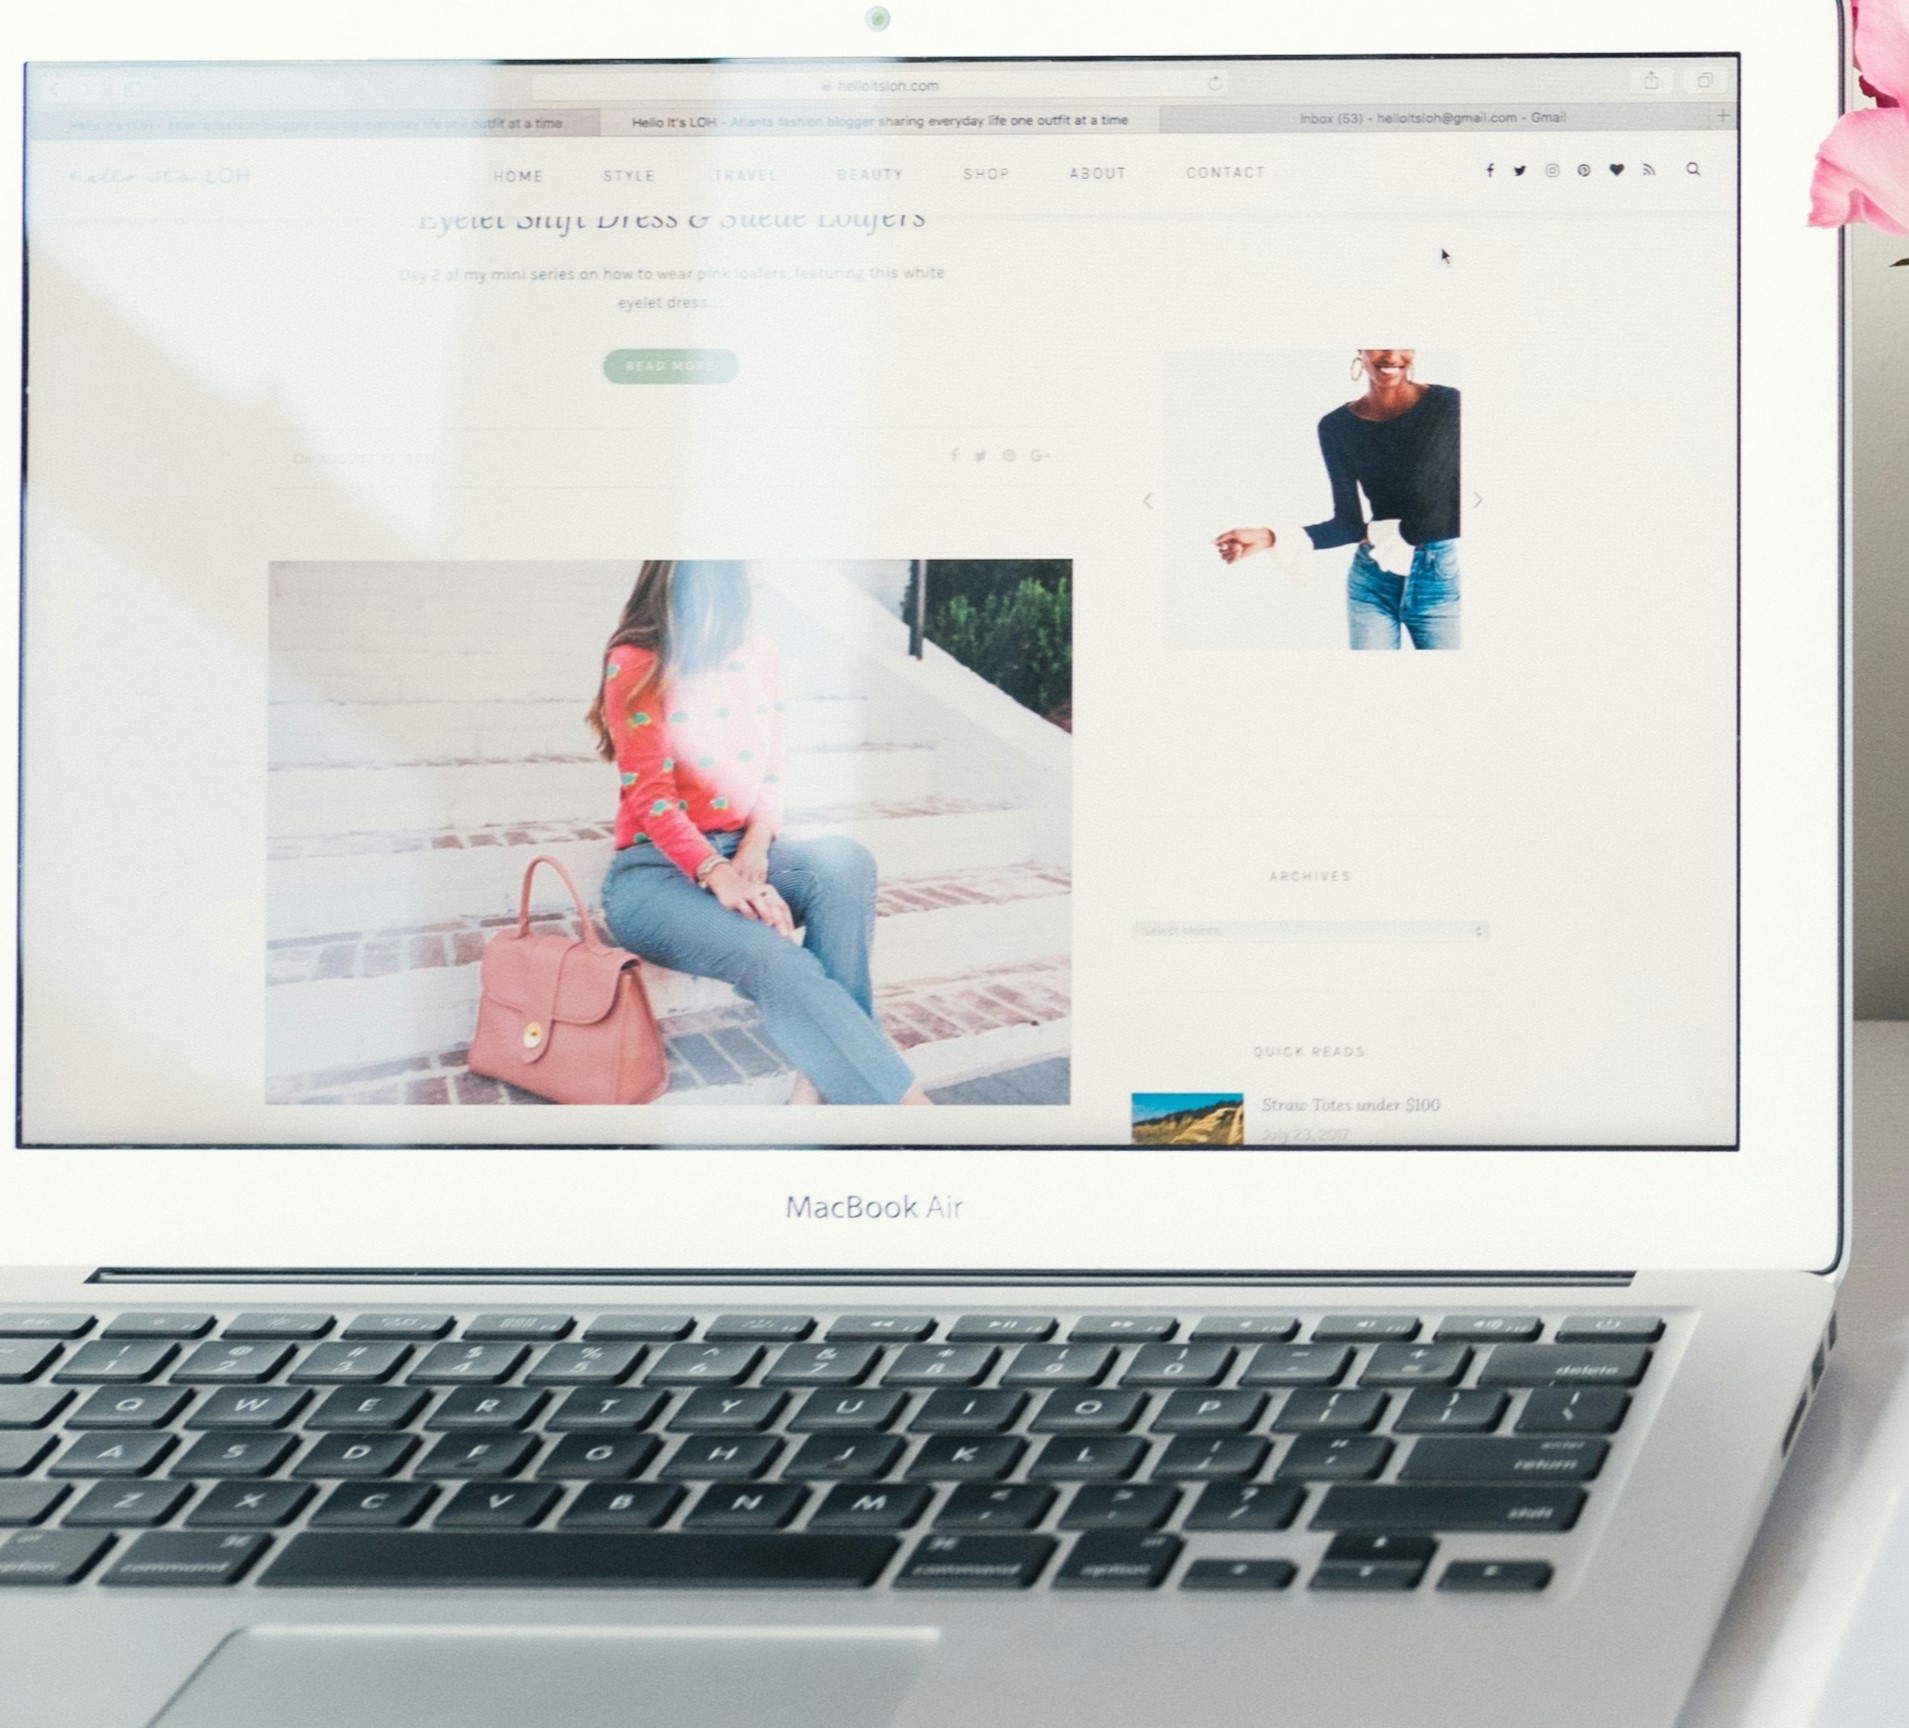 helloitsloh.com
Hello It's LOH - Atlanta fashion blogger sharing everyday life one outfit at a time
Hello It's LOH - Atlanta fashion blogger sharing everyday life one outfit at a time
Inbox (53) - helloitsloh@gmail.com - Gmail
hello it's LOH
HOME STYLE TRAVEL BEAUTY SHOP ABOUT CONTACT
Eyelet Shift Dress & Suede Loafers
Day 2 of my mini series on how to wear pink loafers, featuring this white
eyelet dress...
READ MORE
On AUGUST 15, 2017
G+
ARCHIVES
Select Month
QUICK READS
Straw Totes under $100
July 23, 2017
MacBook Air
esc
! @ # $ % ^ & * ( ) - +
1 2 3 4 5 6 7 8 9 0 = delete
Q W E R T Y U I O P
A S D F G H J K L
enter
return
Z X C V B N M < > ?
shift
option command command option